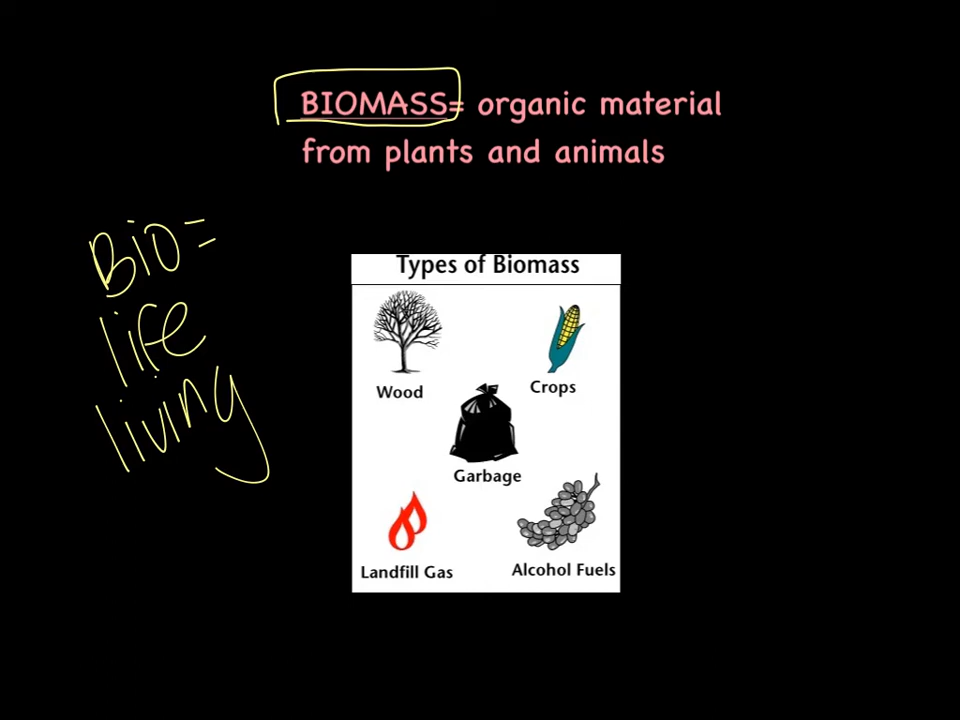 BIOMASS= organic material
from plants and animals
Bio=
life
living
Types of Biomass
Wood
Crops
Garbage
Landfill Gas
Alcohol Fuels